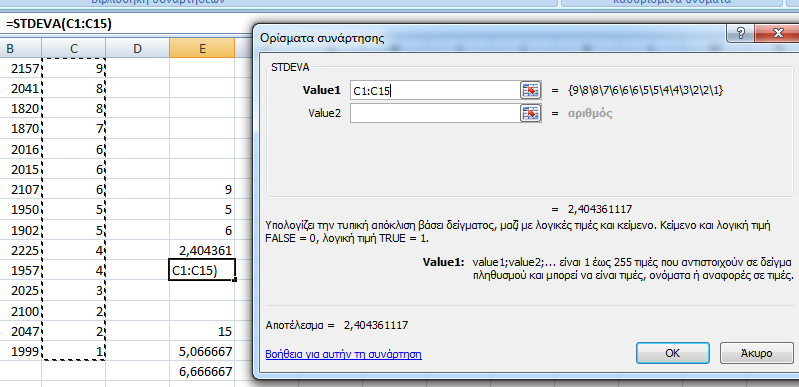 Βιβλιοθήκη συναρτήσεων καθορισμένα ονόματα
=STDEVA(C1:C15)
B C D E
2157 9
2041 8
1820 8
1870 7
2016 6
2015 6
2107 6 9
1950 5 5
1902 5 6
2225 4 2,404361
1957 4 C1:C15)
2025 3
2100 2
2047 2 15
1999 1 5,066667
6,666667
Ορίσματα συνάρτησης
STDEVA
Value1 C1:C15 = {9\8\8\7\6\6\6\5\5\4\4\3\2\2\1}
Value2 = αριθμός
= 2,404361117
Υπολογίζει την τυπική απόκλιση βάσει δείγματος, μαζί με λογικές τιμές και κείμενο. Κείμενο και λογική τιμή
FALSE = 0, λογική τιμή TRUE = 1.
Value1: value1;value2;... είναι 1 έως 255 τιμές που αντιστοιχούν σε δείγμα
πληθυσμού και μπορεί να είναι τιμές, ονόματα ή αναφορές σε τιμές.
Αποτέλεσμα = 2,404361117
Βοήθεια για αυτήν τη συνάρτηση
OK Άκυρο